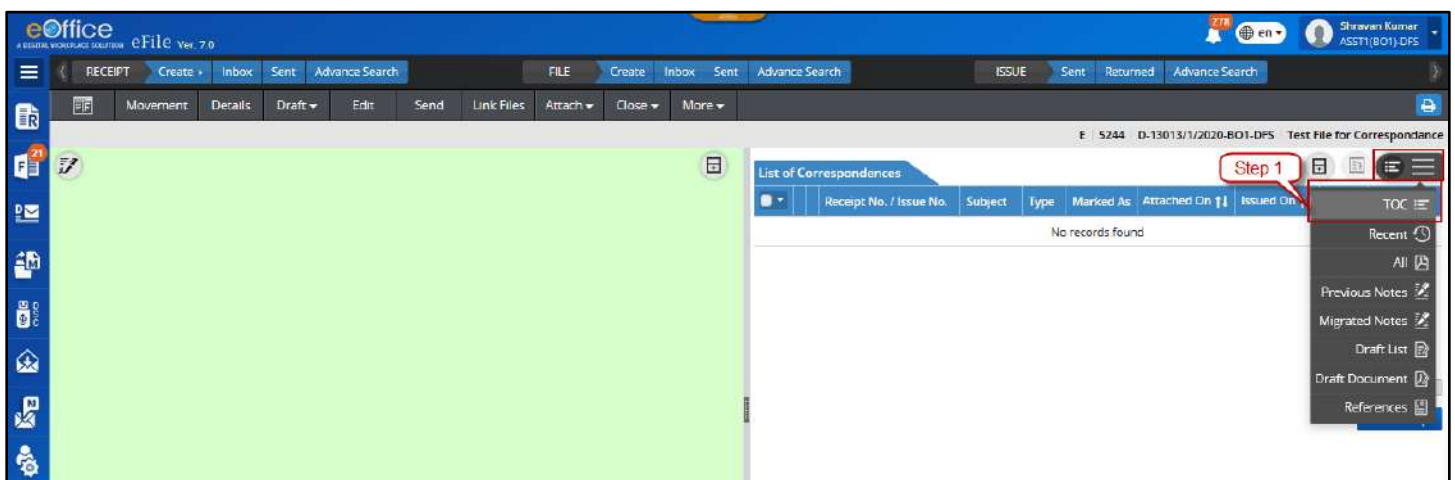 eOffice
A DIGITAL WORKPLACE SOLUTION eFile Ver. 7.0
278
en
Shravan Kumar
ASST1(BO1)-DFS
RECEIPT Create Inbox Sent Advance Search FILE Create Inbox Sent Advance Search ISSUE Sent Returned Advance Search
Movement Details Draft Edit Send Link Files Attach Close More
E 5244 D-13013/1/2020-BO1-DFS Test File for Correspondance
21
List of Correspondences
Step 1
Receipt No. / Issue No. Subject Type Marked As Attached On Issued On
TOC
No records found
Recent
All
Previous Notes
Migrated Notes
Draft List
Draft Document
References